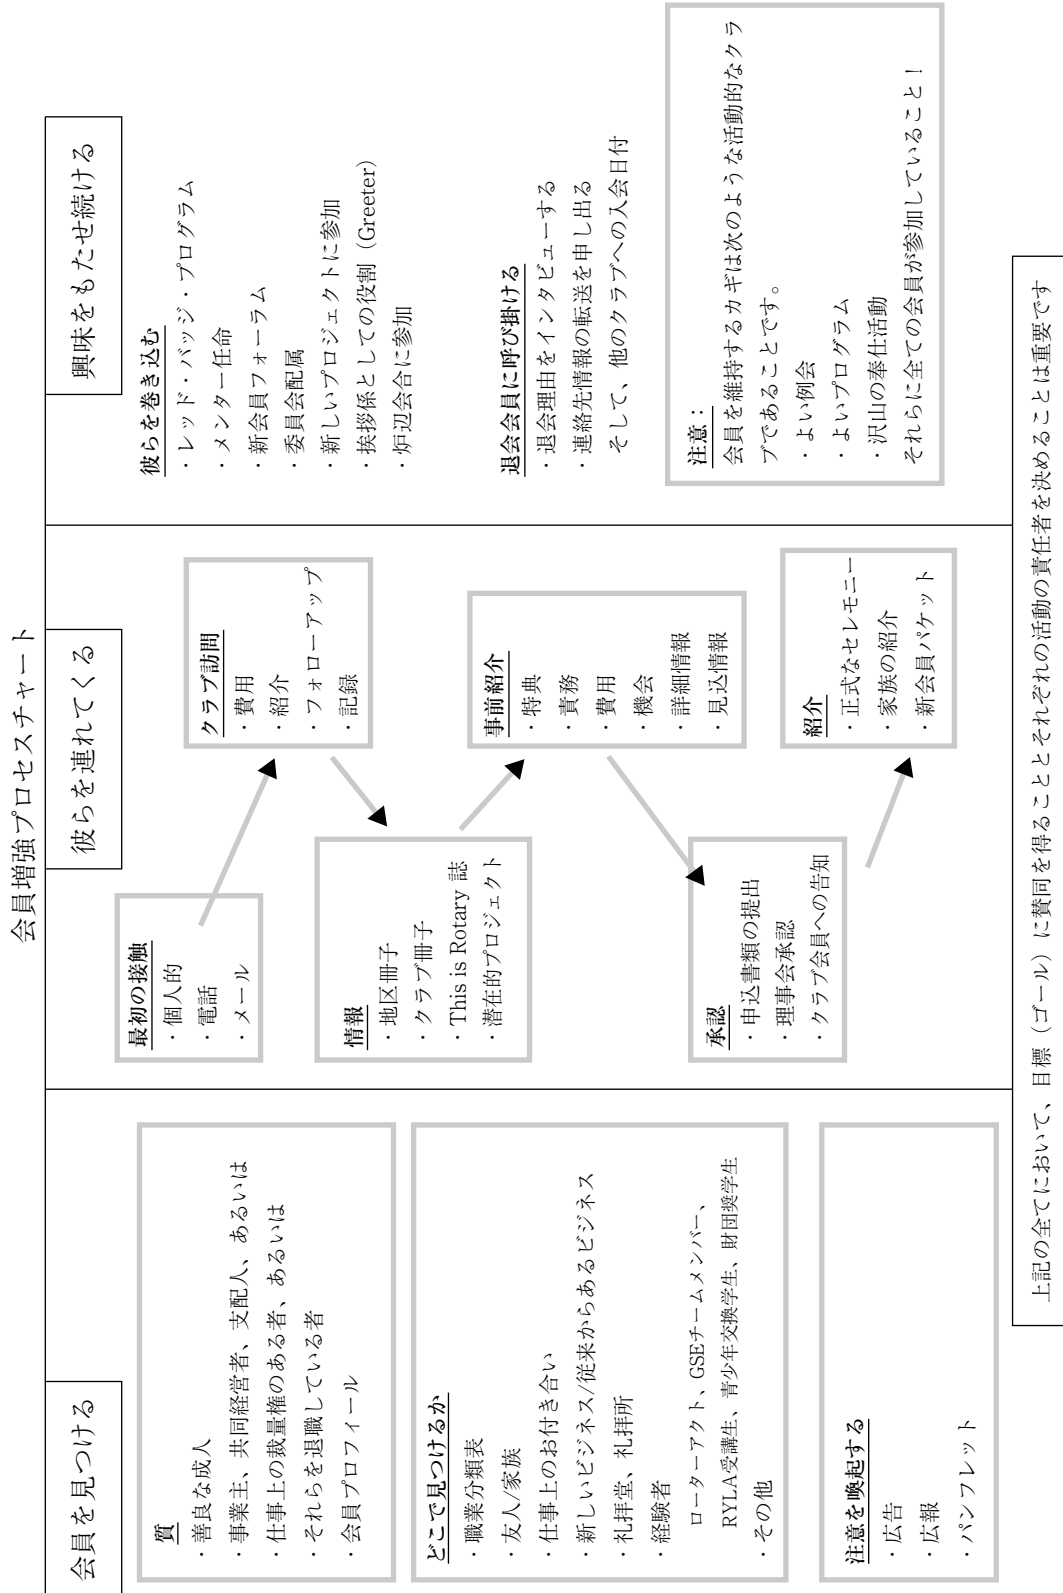 会員増強プロセスチャート
会員を見つける
質
・善良な成人
・事業主、共同経営者、支配人、あるいは
・仕事上の裁量権のある者、あるいは
・それらを退職している者
・会員プロフィール
どこで見つけるか
・職業分類表
・友人/家族
・仕事上のお付き合い
・新しいビジネス/従来からあるビジネス
・礼拝堂、礼拝所
・経験者
ローターアクト、GSEチームメンバー、
RYLA受講生、青少年交換学生、財団奨学生
・その他
注意を喚起する
・広告
・広報
・パンフレット
彼らを連れてくる
最初の接触
・個人的
・電話
・メール
クラブ訪問
・費用
・紹介
・フォローアップ
・記録
情報
・地区冊子
・クラブ冊子
・This is Rotary 誌
・潜在的プロジェクト
事前紹介
・特典
・責務
・費用
・機会
・詳細情報
・見込情報
承認
・申込書類の提出
・理事会承認
・クラブ会員への告知
紹介
・正式なセレモニー
・家族の紹介
・新会員パケット
興味をもたせ続ける
彼らを巻き込む
・レッド・バッジ・プログラム
・メンター任命
・新会員フォーラム
・委員会配属
・新しいプロジェクトに参加
・挨拶係としての役割（Greeter）
・炉辺会合に参加
退会会員に呼び掛ける
・退会理由をインタビューする
・連絡先情報の転送を申し出る
そして、他のクラブへの入会日付
注意：
会員を維持するカギは次のような活動的なクラ
ブであることです。
・よい例会
・よいプログラム
・沢山の奉仕活動
それらに全ての会員が参加していること！
上記の全てにおいて、目標（ゴール）に賛同を得ることとそれぞれの活動の責任者を決めることは重要です